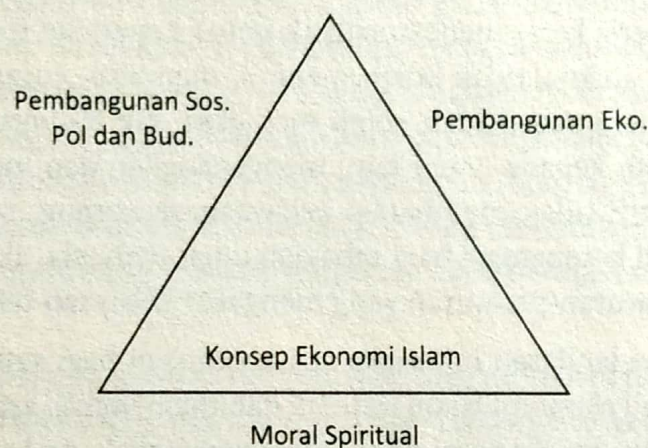 Pembangunan Sos.
Pol dan Bud.
Pembangunan Eko.
Konsep Ekonomi Islam
Moral Spiritual